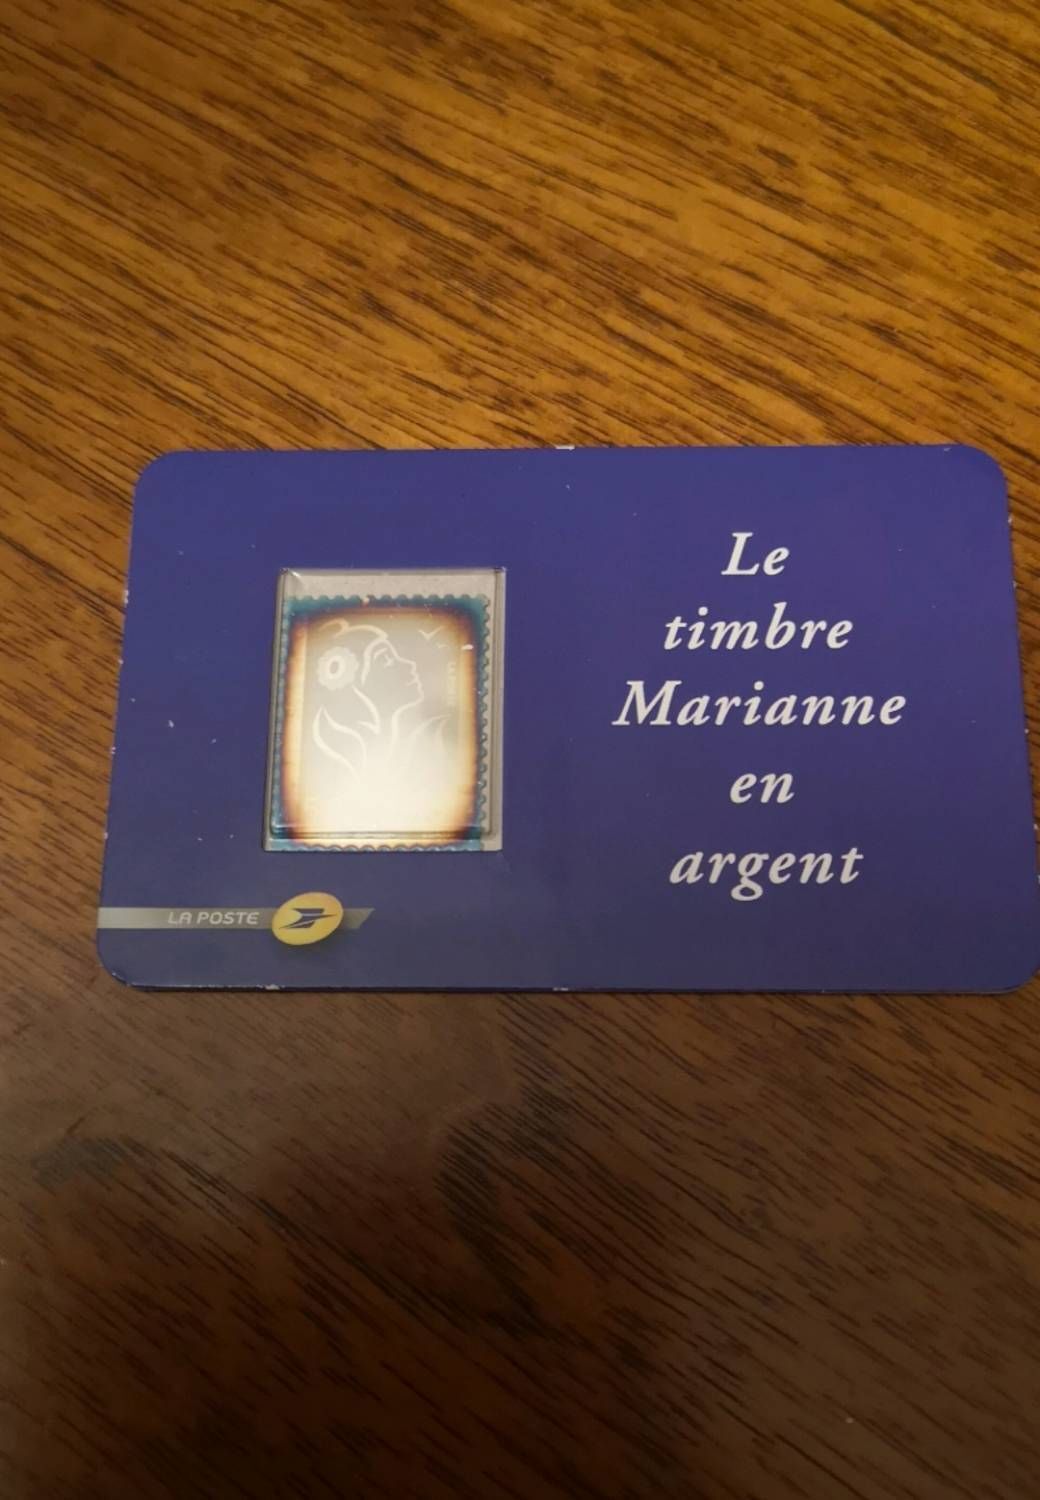 Le
timbre
Marianne
en
argent
LA POSTE